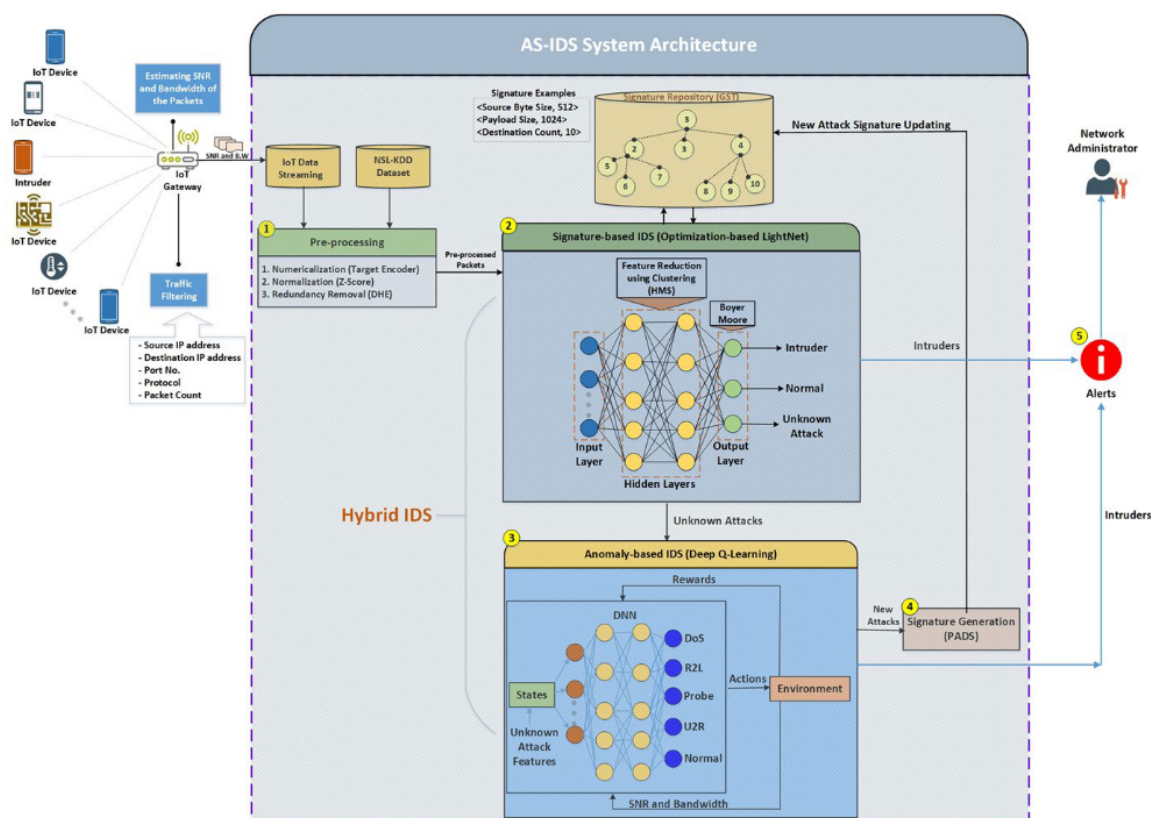 AS-IDS System Architecture
IoT Device
IoT Device
Intruder
IoT Device
IoT Device
IoT Device
Estimating SNR
and Bandwidth of
the Packets
IoT
Gateway
SNR and B.W
Traffic
Filtering
- Source IP address
- Destination IP address
- Port No.
- Protocol
- Packet Count
IoT Data
Streaming
NSL-KDD
Dataset
Signature Examples
<Source Byte Size, 512>
<Payload Size, 1024>
<Destination Count, 10>
Signature Repository (GST)
3
2
3
4
5
6
7
8
9
10
New Attack Signature Updating
Network
Administrator
1
Pre-processing
1. Numericalization (Target Encoder)
2. Normalization (Z-Score)
3. Redundancy Removal (DHE)
Pre-processed
Packets
2
Signature-based IDS (Optimization-based LightNet)
Feature Reduction
using Clustering
(HMS)
Boyer
Moore
Intruder
Normal
Unknown
Attack
Input
Layer
Output
Layer
Hidden Layers
Intruders
5
i
Alerts
Hybrid IDS
Unknown Attacks
Intruders
3
Anomaly-based IDS (Deep Q-Learning)
Rewards
DNN
DoS
R2L
Probe
U2R
Normal
States
Unknown
Attack
Features
Actions
Environment
SNR and Bandwidth
New
Attacks
4
Signature Generation
(PADS)